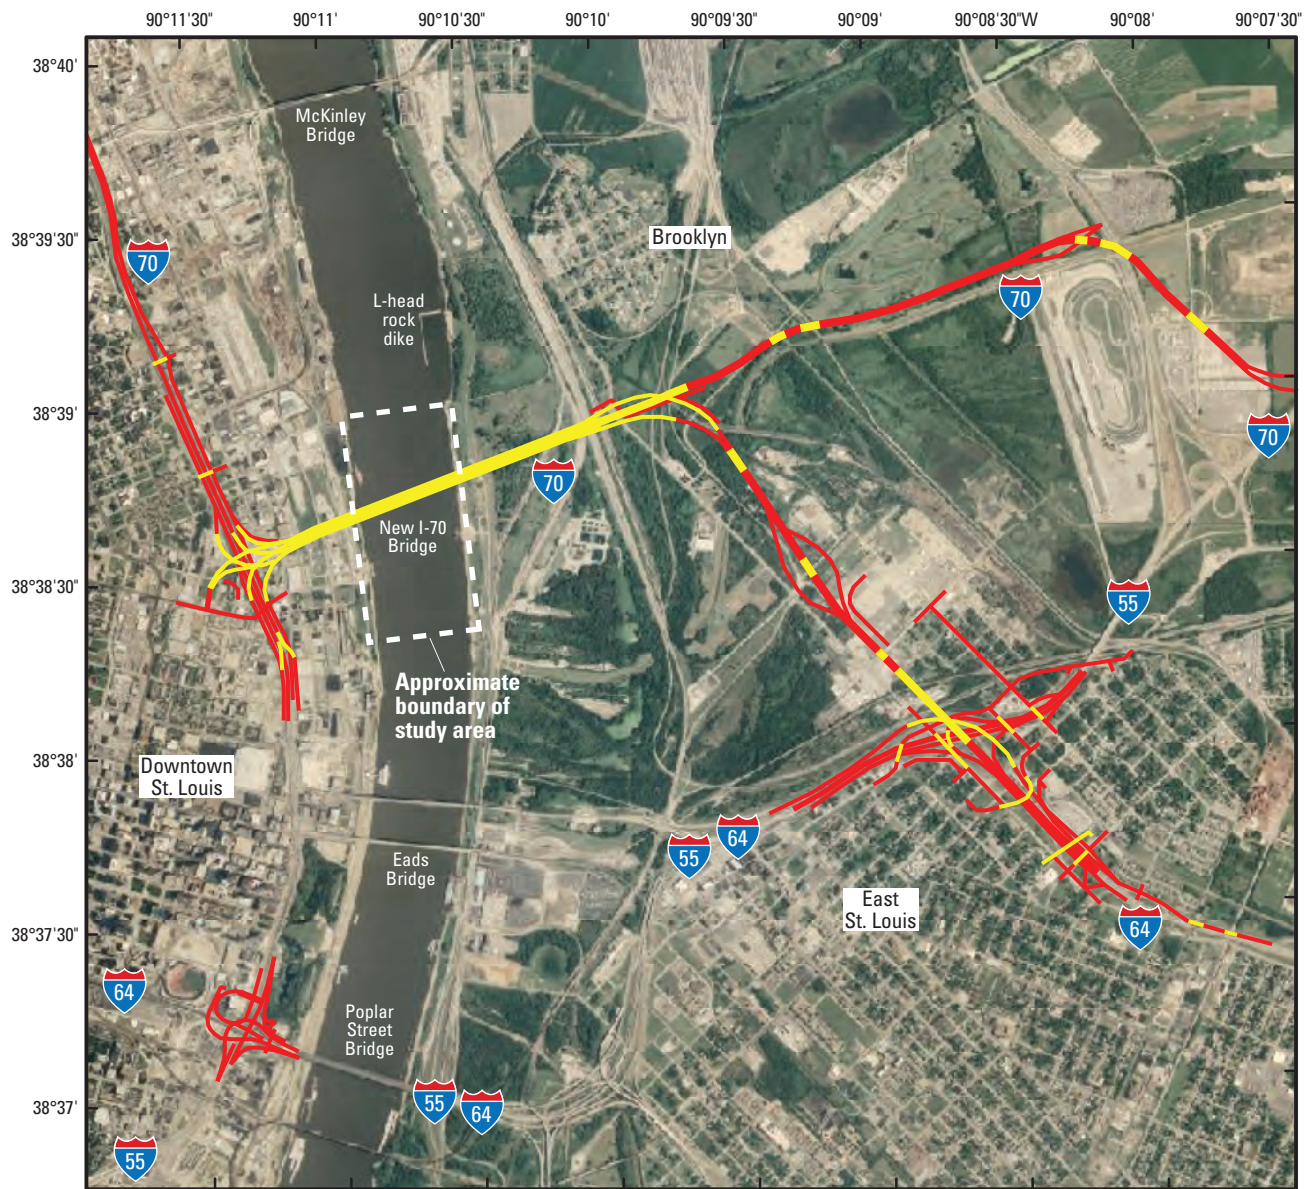 90°11'30"
90°11'
90°10'30"
90°10'
90°09'30"
90°09'
90°08'30"
90°08'
90°07'30"
38°40'
McKinley
Bridge
38°39'30"
70
Brooklyn
L-head
rock
dike
70
38°39'
70
70
New I-70
Bridge
38°38'30"
55
Approximate
boundary of
study area
38°38'
Downtown
St. Louis
64
55
Eads
Bridge
East
St. Louis
64
38°37'30"
64
Poplar
Street
Bridge
55
64
38°37'
55